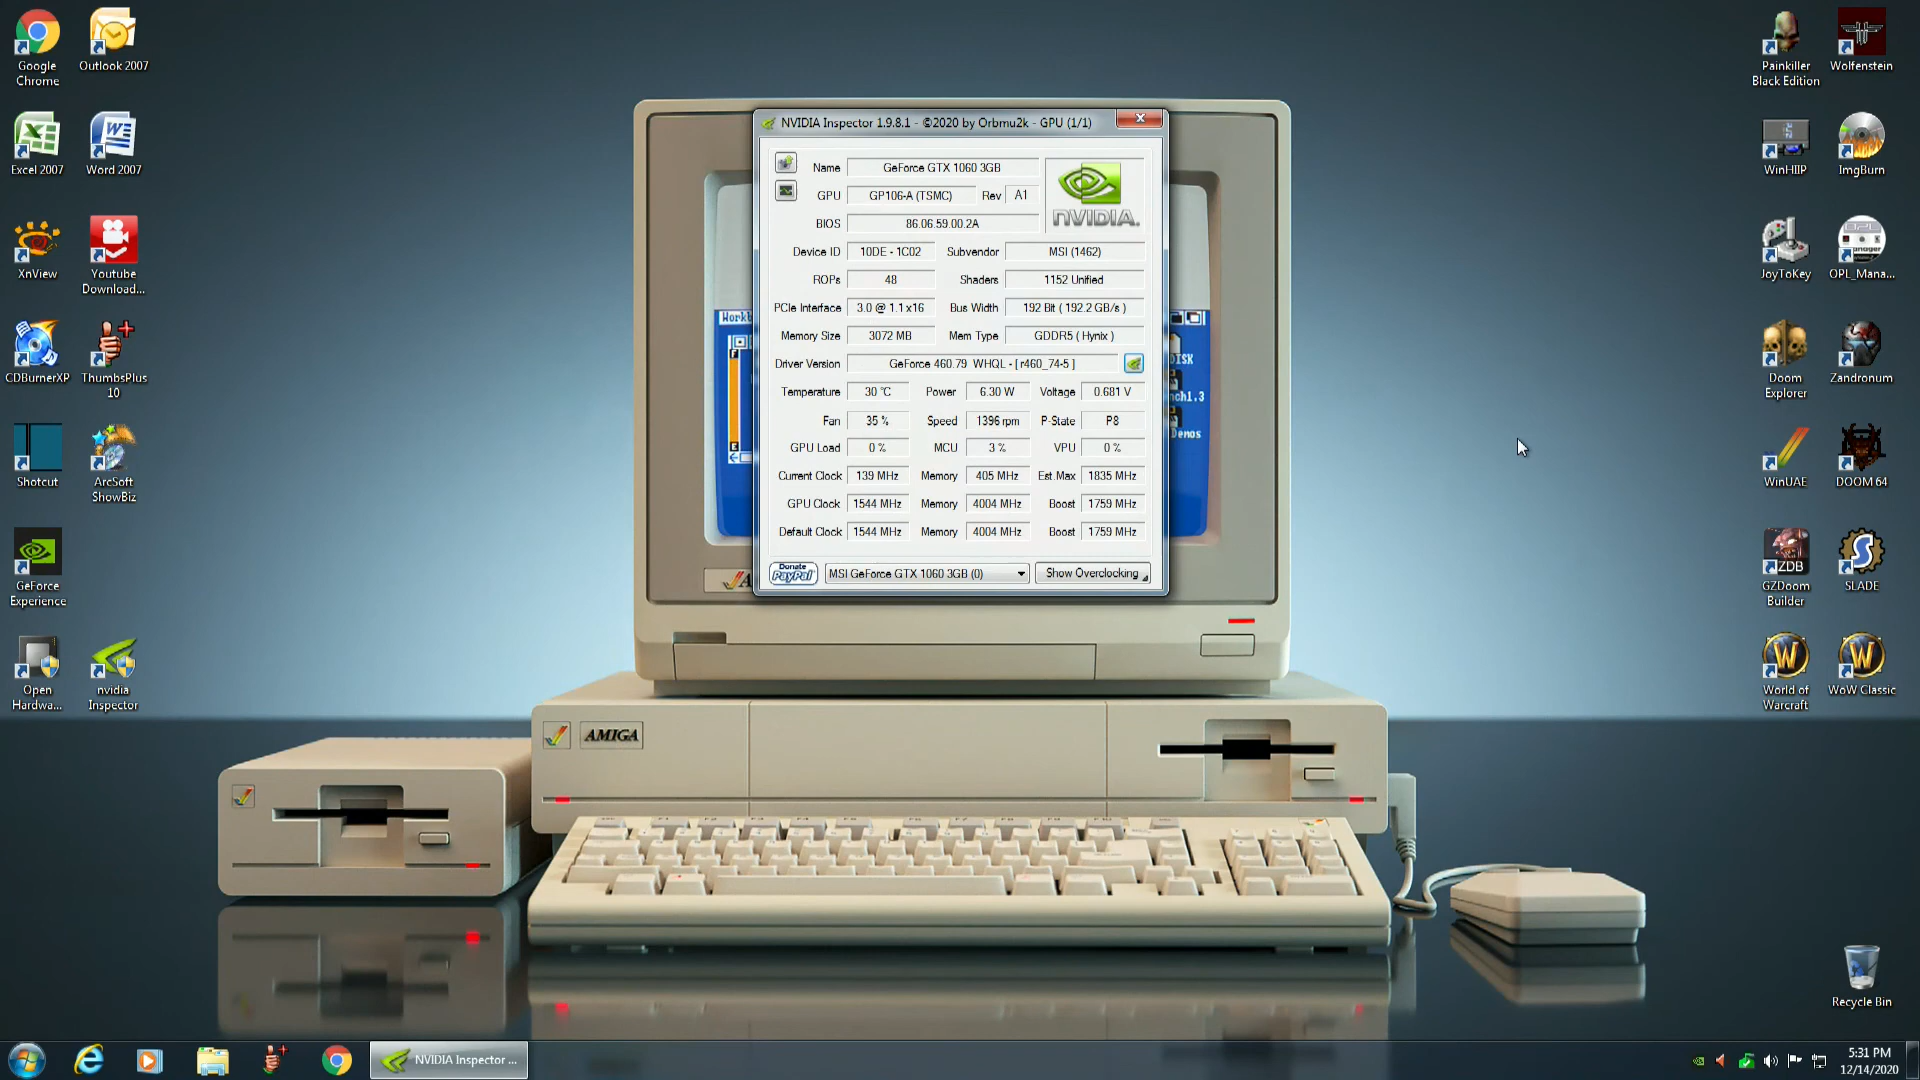 Google
Chrome
Outlook 2007
Excel 2007
Word 2007
XnView
Youtube
Download...
CDBurnerXP
ThumbsPlus
10
Shotcut
ArcSoft
ShowBiz
GeForce
Experience
Open
Hardwa...
nvidia
Inspector
NVIDIA Inspector 1.9.8.1 - ©2020 by Orbmu2k - GPU (1/1)
Name GeForce GTX 1060 3GB
GPU GP106-A (TSMC) Rev A1
BIOS 86.06.59.00.2A
NVIDIA.
Device ID 10DE - 1C02 Subvendor MSI (1462)
ROPs 48 Shaders 1152 Unified
PCIe Interface 3.0 @ 1.1 x16 Bus Width 192 Bit ( 192.2 GB/s )
Memory Size 3072 MB Mem Type GDDR5 ( Hynix )
Driver Version GeForce 460.79 WHQL - [ r460_74-5 ]
Temperature 30 °C Power 6.30 W Voltage 0.681 V
Fan 35 % Speed 1396 rpm P-State P8
GPU Load 0 % MCU 3 % VPU 0 %
Current Clock 139 MHz Memory 405 MHz Est.Max 1835 MHz
GPU Clock 1544 MHz Memory 4004 MHz Boost 1759 MHz
Default Clock 1544 MHz Memory 4004 MHz Boost 1759 MHz
Donate
PayPal
MSI GeForce GTX 1060 3GB (0)
Show Overclocking
Workb
DISK
nch1.3
Demos
AMIGA
Painkiller
Black Edition
Wolfenstein
WinHIIP
ImgBurn
JoyToKey
OPL_Mana...
Doom
Explorer
Zandronum
WinUAE
DOOM 64
ZDB
GZDoom
Builder
SLADE
World of
Warcraft
WoW Classic
Recycle Bin
NVIDIA Inspector ...
5:31 PM
12/14/2020